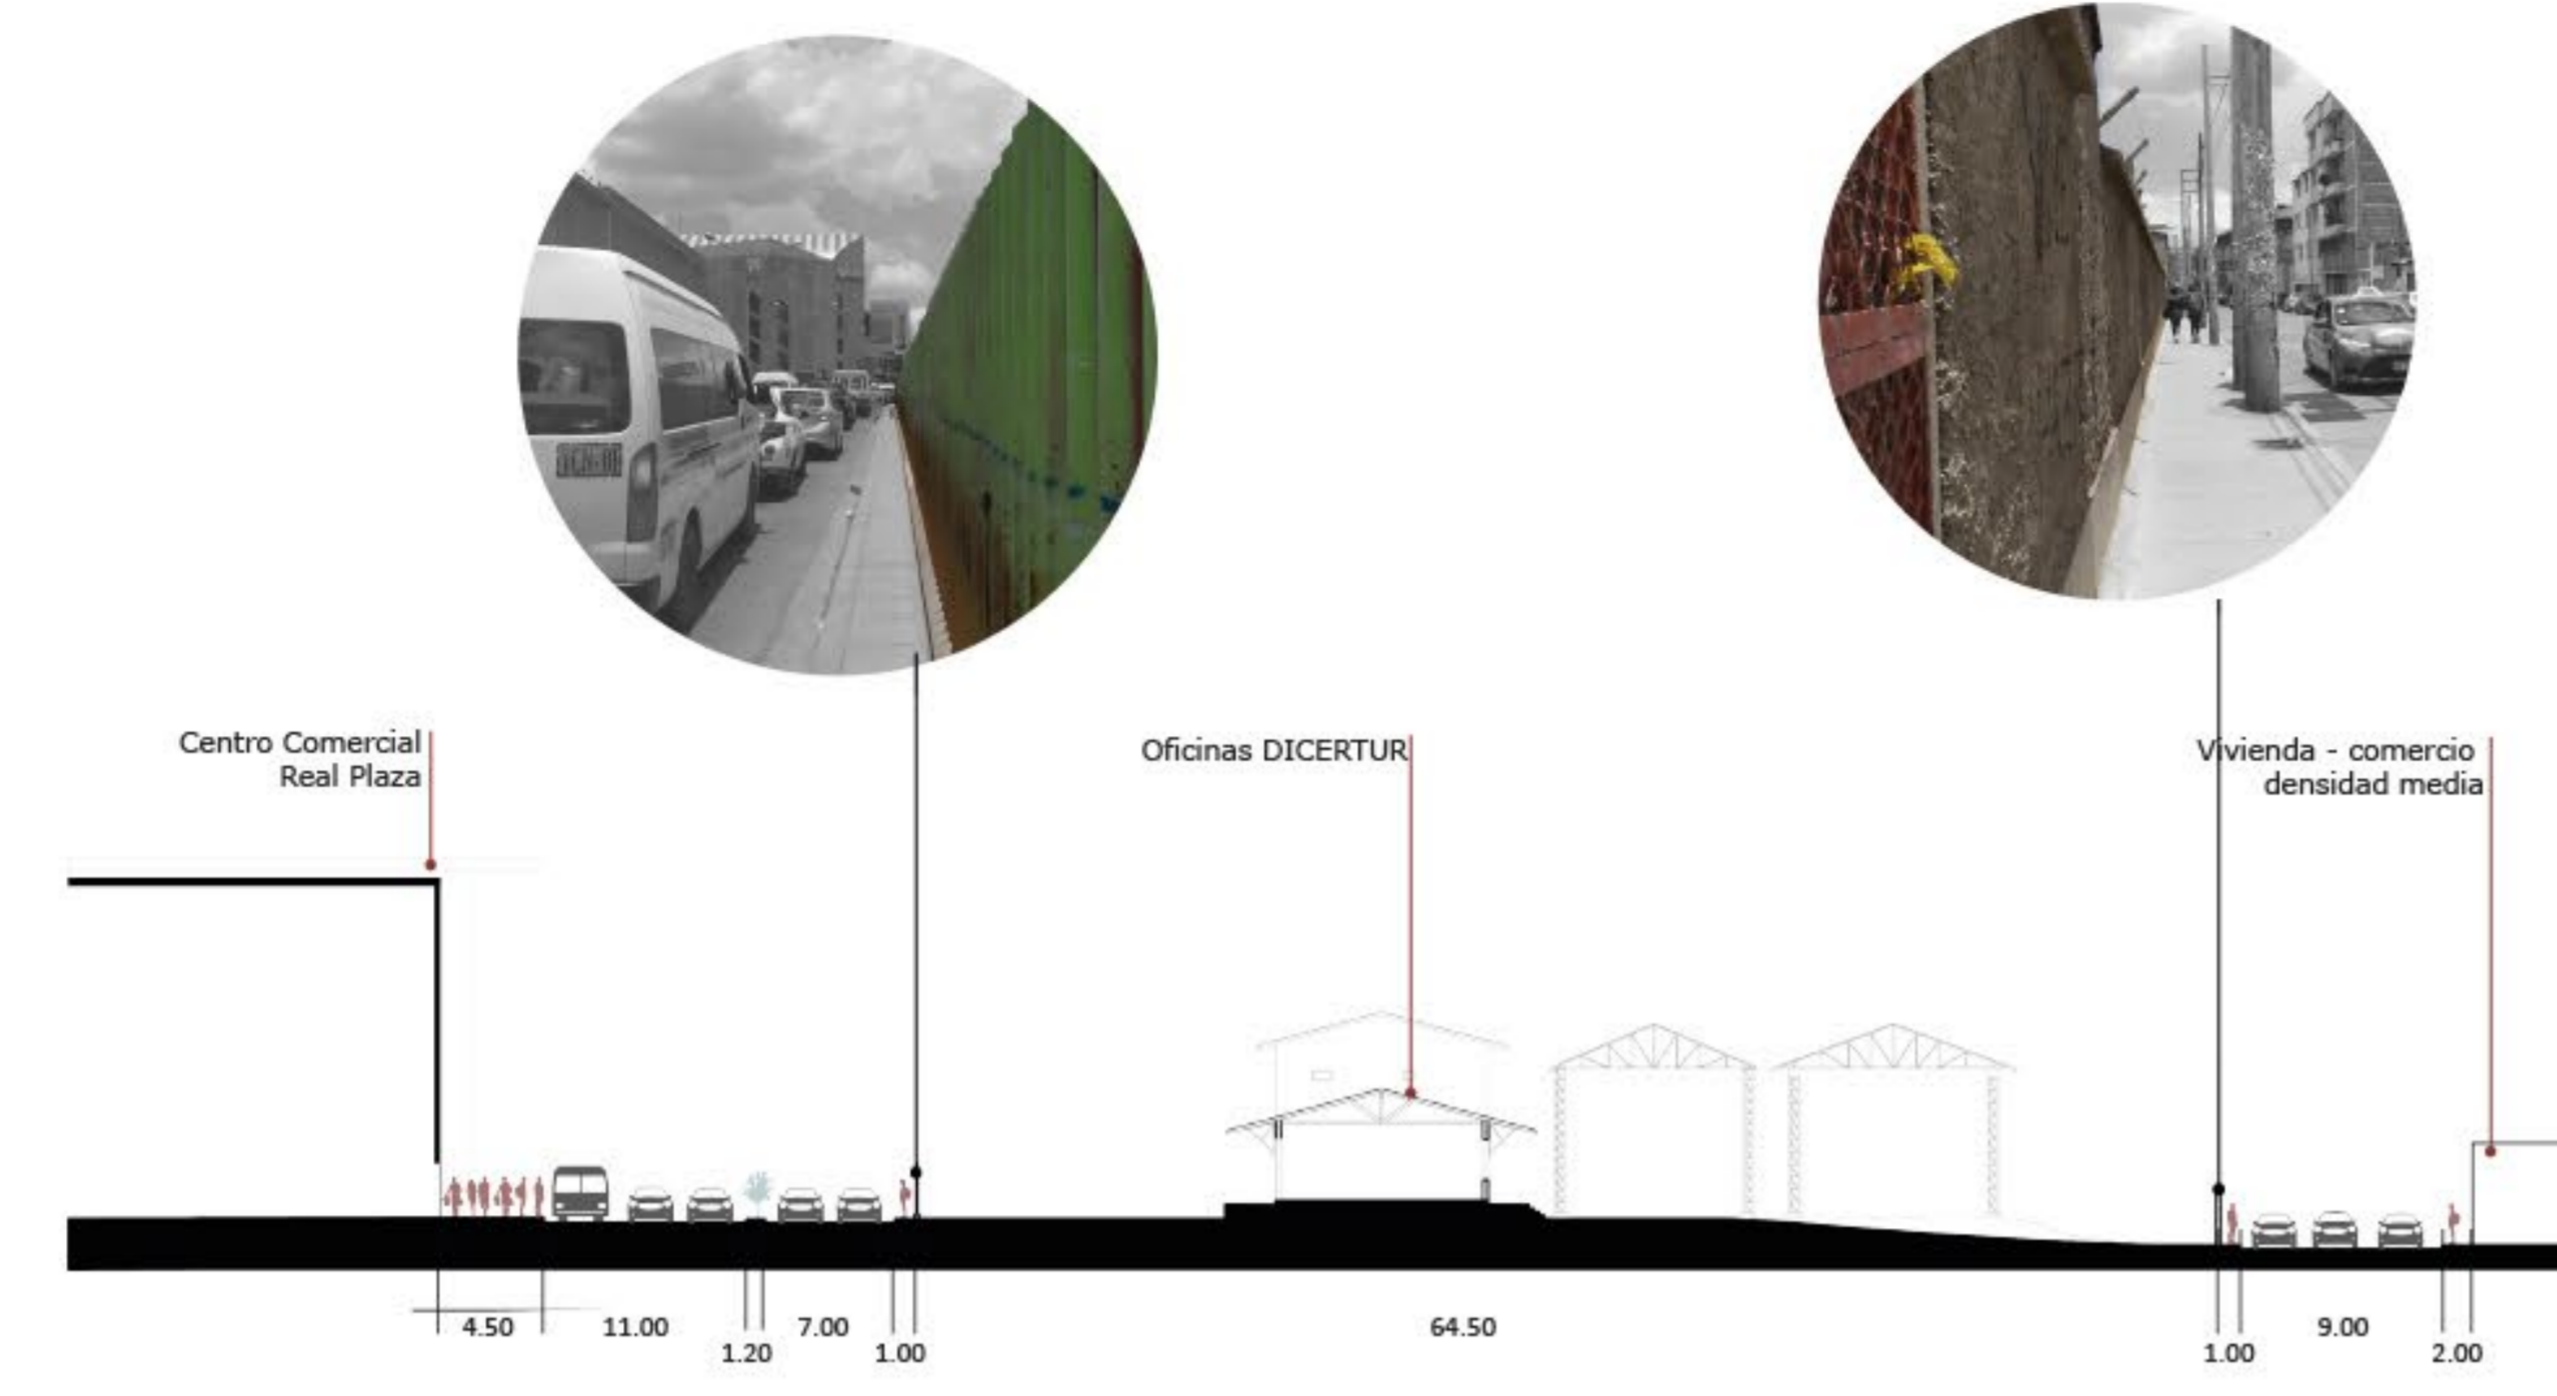 Centro Comercial
Real Plaza
Oficinas DICERTUR
Vivienda - comercio
densidad media
4.50
11.00
1.20
7.00
1.00
64.50
1.00
9.00
2.00